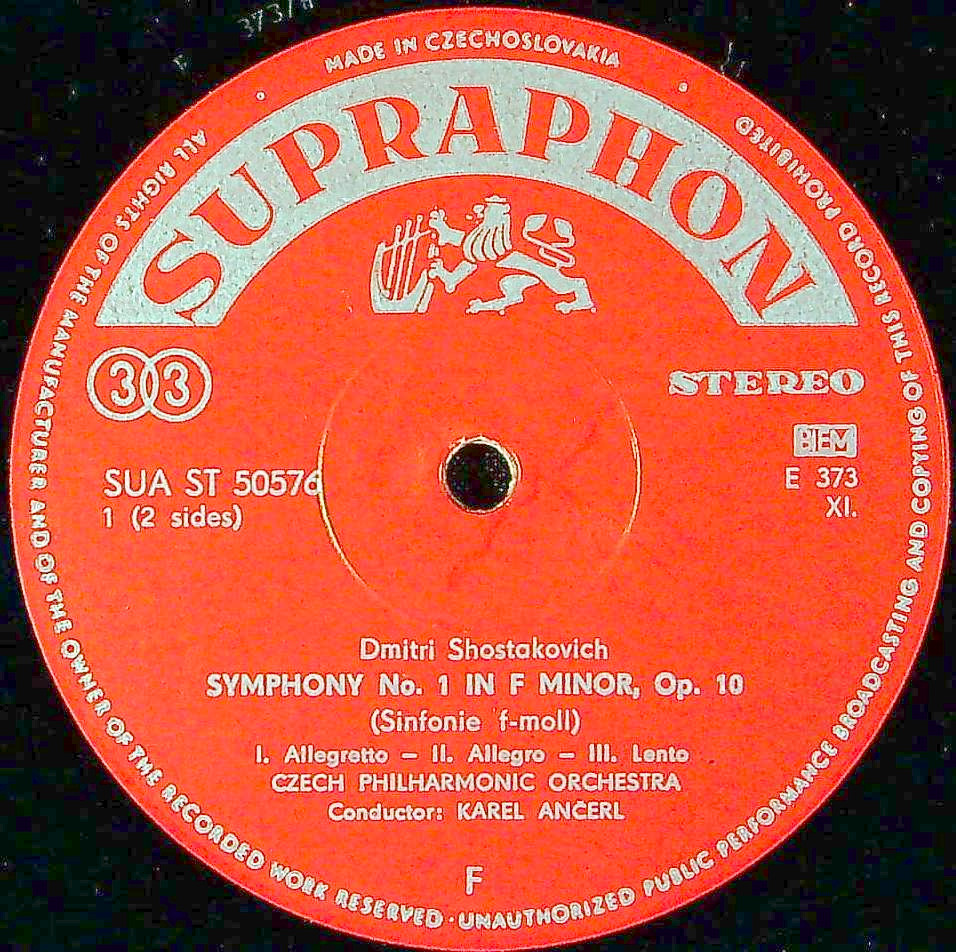 373/A
MADE IN CZECHOSLOVAKIA
SUPRAPHON
33
STEREO
BIEM
SUA ST 50576
E 373
1 (2 sides)
XI.
Dmitri Shostakovich
SYMPHONY No. 1 IN F MINOR, Op. 10
(Sinfonie f-moll)
I. Allegretto – II. Allegro – III. Lento
CZECH PHILHARMONIC ORCHESTRA
Conductor: KAREL ANČERL
F
ALL RIGHTS OF THE MANUFACTURER AND OF THE OWNER OF THE RECORDED WORK RESERVED · UNAUTHORIZED PUBLIC PERFORMANCE BROADCASTING AND COPYING OF THIS RECORD PROHIBITED